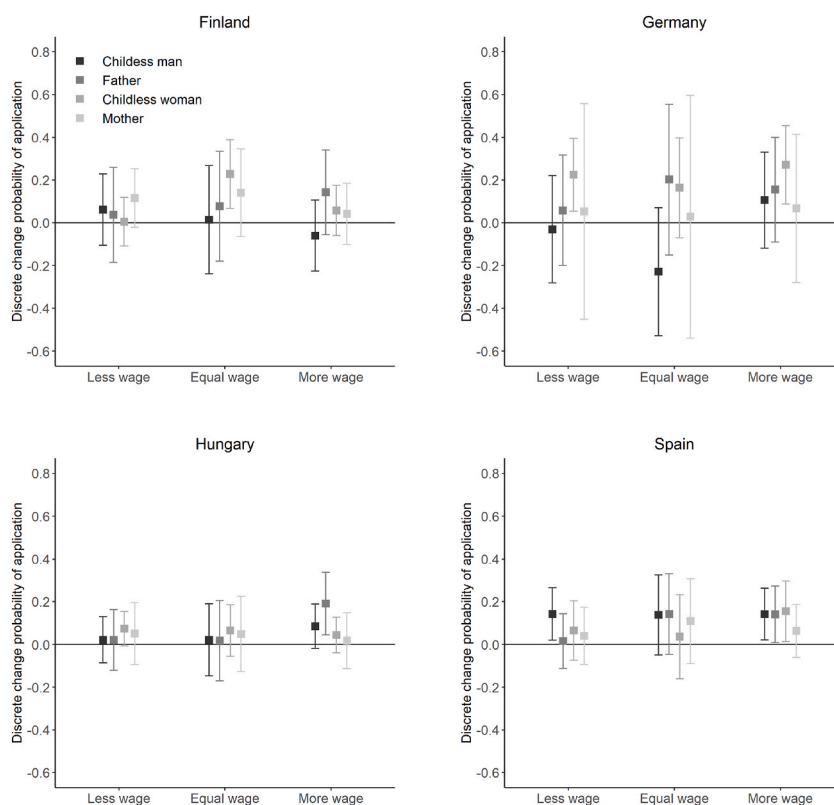 Finland
Discrete change probability of application
0.8
0.6
0.4
0.2
0.0
-0.2
-0.4
-0.6
Childess man
Father
Childless woman
Mother
Less wage
Equal wage
More wage
Germany
Discrete change probability of application
0.8
0.6
0.4
0.2
0.0
-0.2
-0.4
-0.6
Less wage
Equal wage
More wage
Hungary
Discrete change probability of application
0.8
0.6
0.4
0.2
0.0
-0.2
-0.4
-0.6
Less wage
Equal wage
More wage
Spain
Discrete change probability of application
0.8
0.6
0.4
0.2
0.0
-0.2
-0.4
-0.6
Less wage
Equal wage
More wage